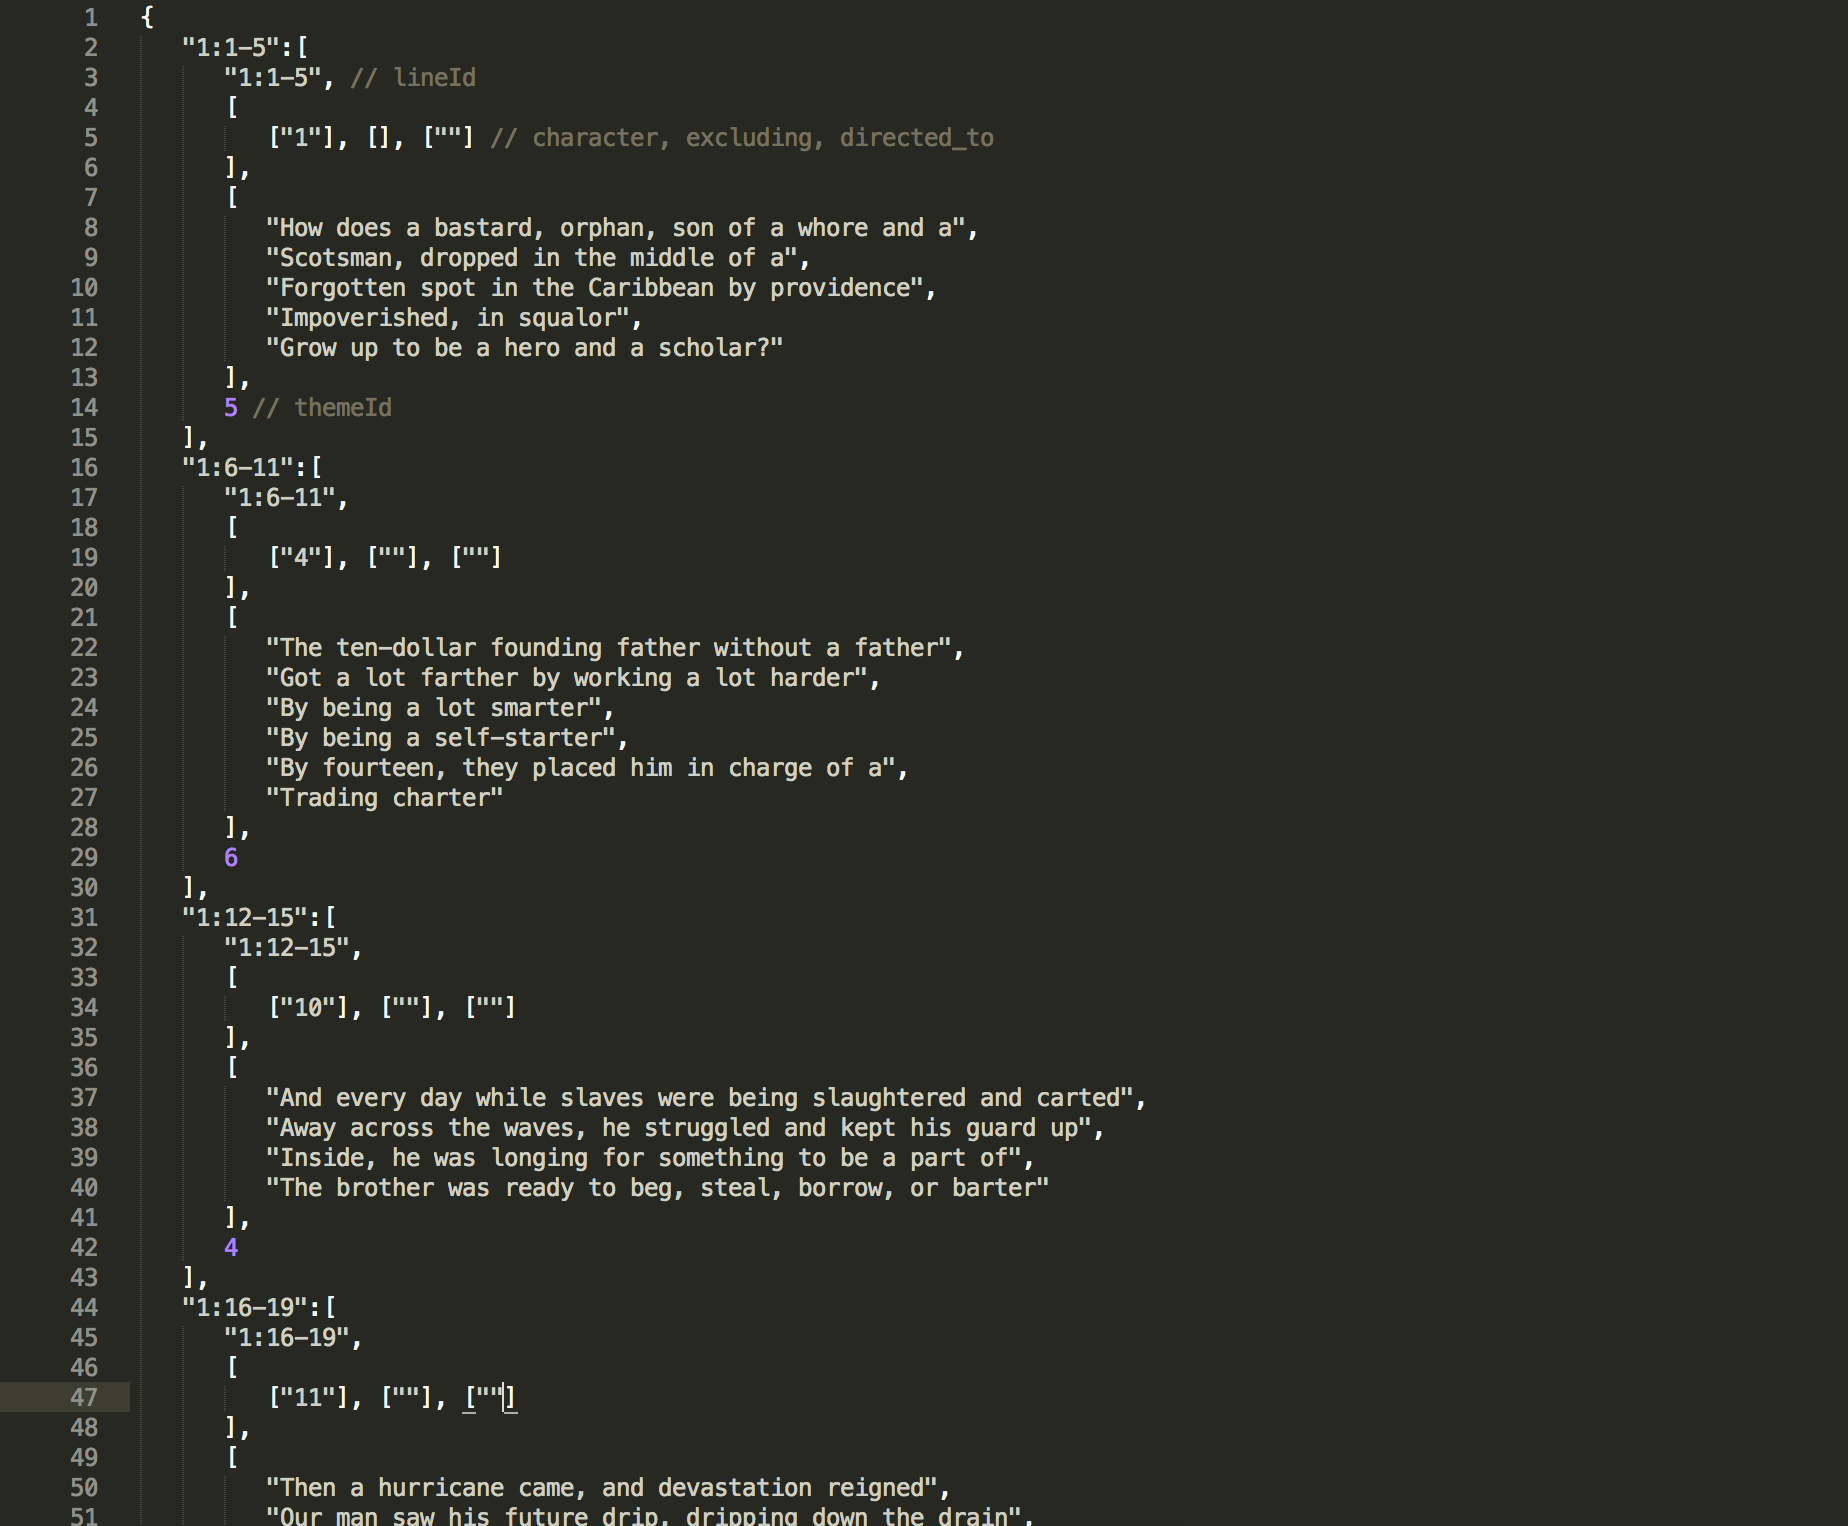 1 {
2 "1:1-5":[
3 "1:1-5", // lineId
4 [
5 ["1"], [], [""] // character, excluding, directed_to
6 ],
7 [
8 "How does a bastard, orphan, son of a whore and a",
9 "Scotsman, dropped in the middle of a",
10 "Forgotten spot in the Caribbean by providence",
11 "Impoverished, in squalor",
12 "Grow up to be a hero and a scholar?"
13 ],
14 5 // themeId
15 ],
16 "1:6-11":[
17 "1:6-11",
18 [
19 ["4"], [""], [""]
20 ],
21 [
22 "The ten-dollar founding father without a father",
23 "Got a lot farther by working a lot harder",
24 "By being a lot smarter",
25 "By being a self-starter",
26 "By fourteen, they placed him in charge of a",
27 "Trading charter"
28 ],
29 6
30 ],
31 "1:12-15":[
32 "1:12-15",
33 [
34 ["10"], [""], [""]
35 ],
36 [
37 "And every day while slaves were being slaughtered and carted",
38 "Away across the waves, he struggled and kept his guard up",
39 "Inside, he was longing for something to be a part of",
40 "The brother was ready to beg, steal, borrow, or barter"
41 ],
42 4
43 ],
44 "1:16-19":[
45 "1:16-19",
46 [
47 ["11"], [""], [""]
48 ],
49 [
50 "Then a hurricane came, and devastation reigned",
51 "Our man saw his future drip, dripping down the drain",